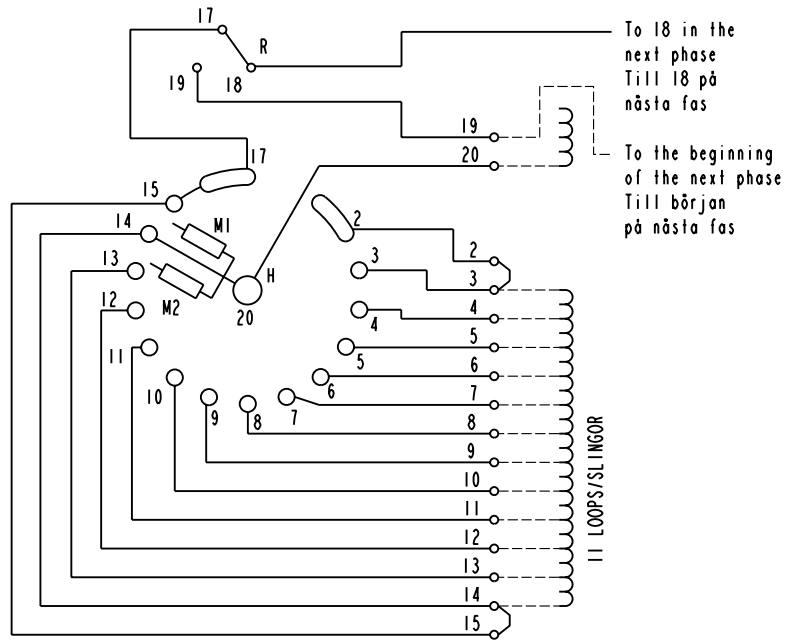 17
R
19
18
To 18 in the
next phase
Till 18 på
nästa fas
19
20
To the beginning
of the next phase
Till början
på nästa fas
17
15
14
M1
2
13
3
H
2
3
12
M2
20
4
4
11
5
5
10
6
6
9
8
7
7
8
9
10
11
12
13
14
15
11 LOOPS/SLINGOR